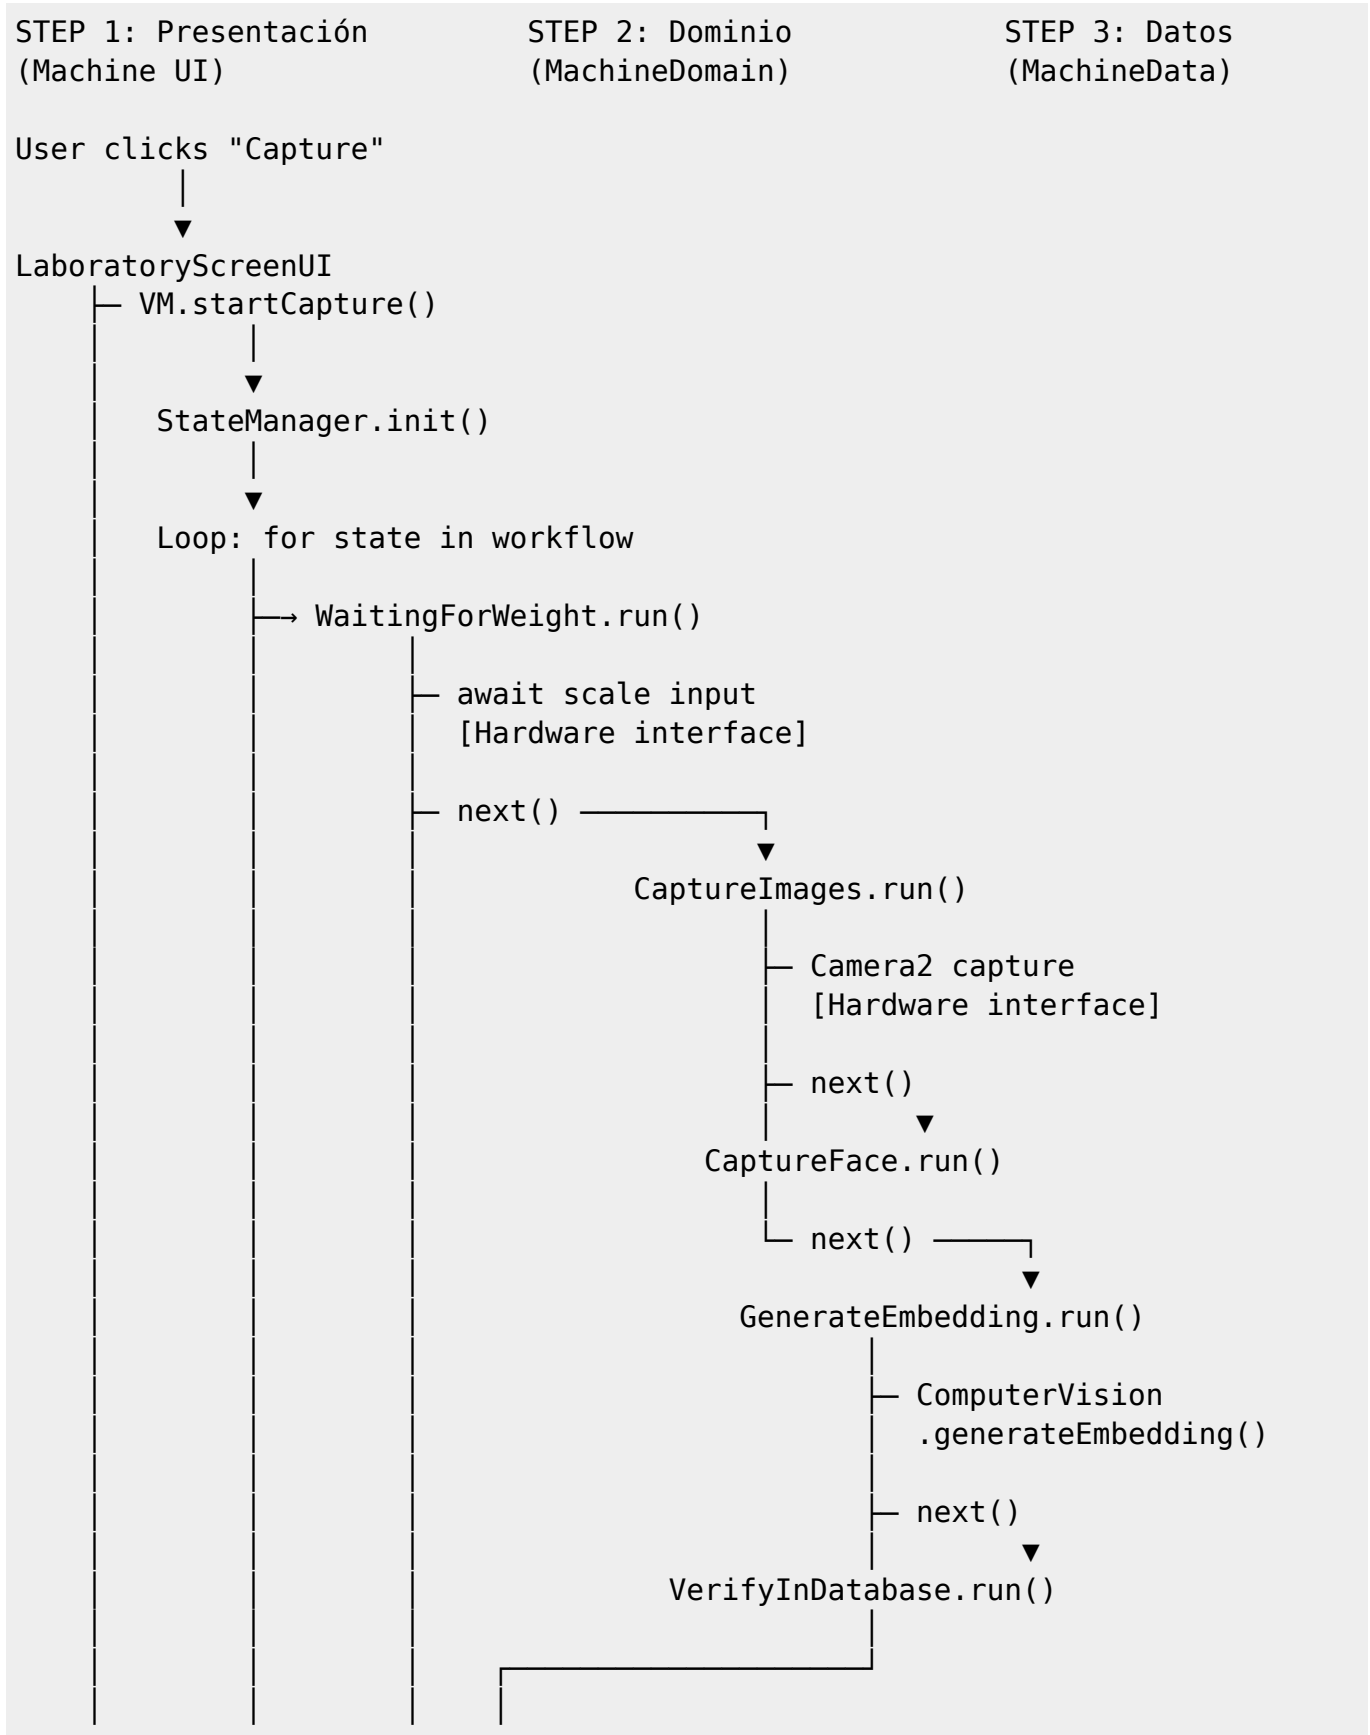 STEP 1: Presentación STEP 2: Dominio STEP 3: Datos
(Machine UI) (MachineDomain) (MachineData)
User clicks "Capture"
LaboratoryScreenUI
VM.startCapture()
StateManager.init()
Loop: for state in workflow
WaitingForWeight.run()
await scale input
[Hardware interface]
next()
CaptureImages.run()
Camera2 capture
[Hardware interface]
next()
CaptureFace.run()
next()
GenerateEmbedding.run()
ComputerVision
.generateEmbedding()
next()
VerifyInDatabase.run()